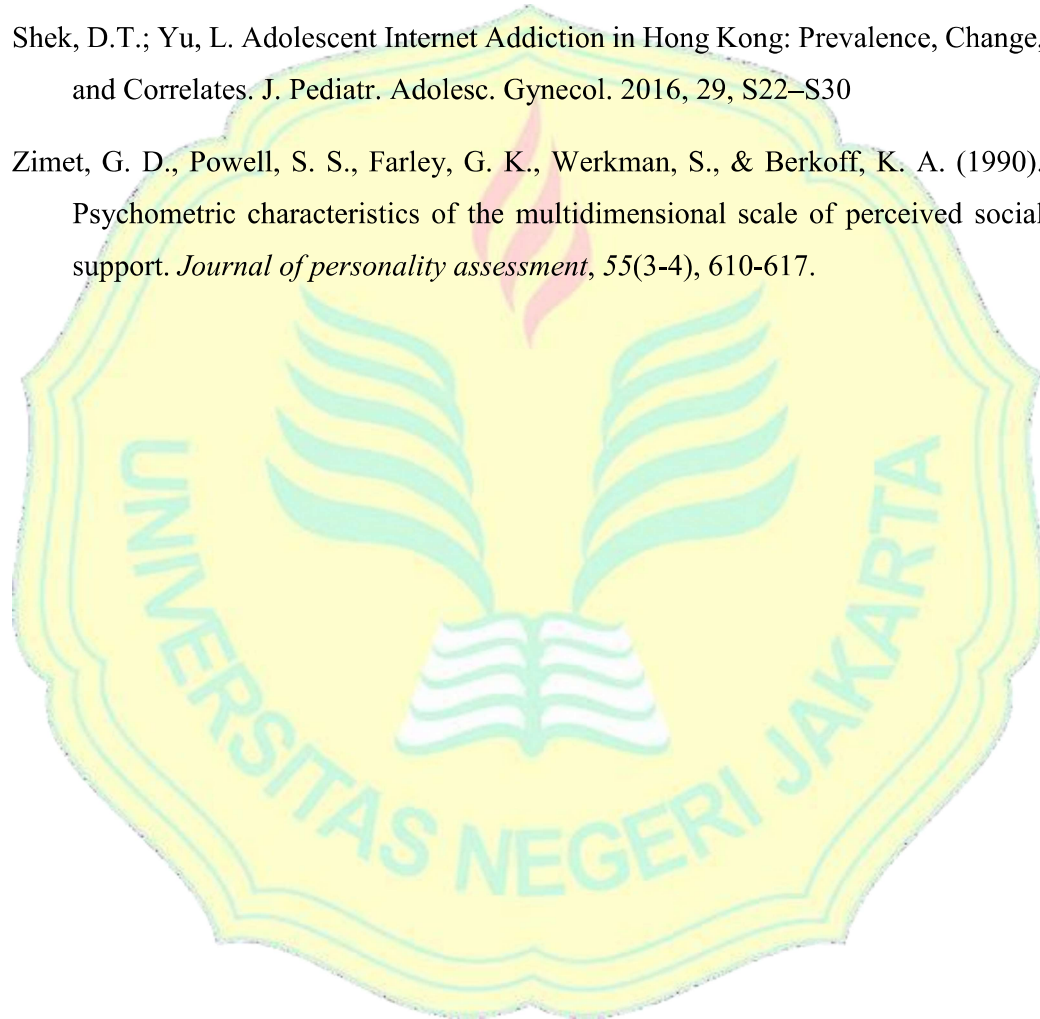 Shek, D.T.; Yu, L. Adolescent Internet Addiction in Hong Kong: Prevalence, Change,
and Correlates. J. Pediatr. Adolesc. Gynecol. 2016, 29, S22–S30
Zimet, G. D., Powell, S. S., Farley, G. K., Werkman, S., & Berkoff, K. A. (1990).
Psychometric characteristics of the multidimensional scale of perceived social
support. Journal of personality assessment, 55(3-4), 610-617.
UNIVERSITAS NEGERI JAKARTA